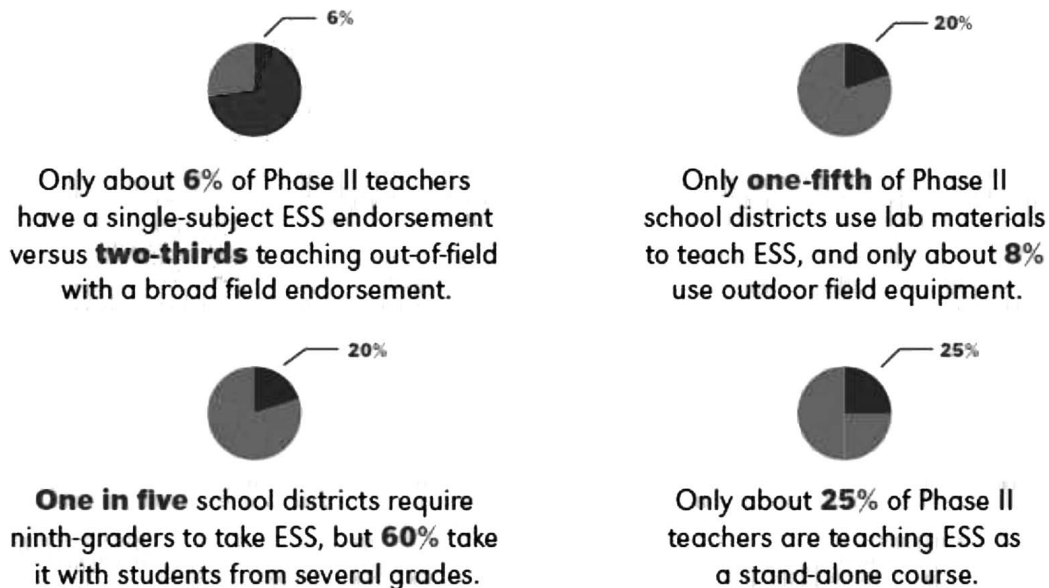 6%
Only about 6% of Phase II teachers
have a single-subject ESS endorsement
versus two-thirds teaching out-of-field
with a broad field endorsement.
20%
Only one-fifth of Phase II
school districts use lab materials
to teach ESS, and only about 8%
use outdoor field equipment.
20%
One in five school districts require
ninth-graders to take ESS, but 60% take
it with students from several grades.
25%
Only about 25% of Phase II
teachers are teaching ESS as
a stand-alone course.